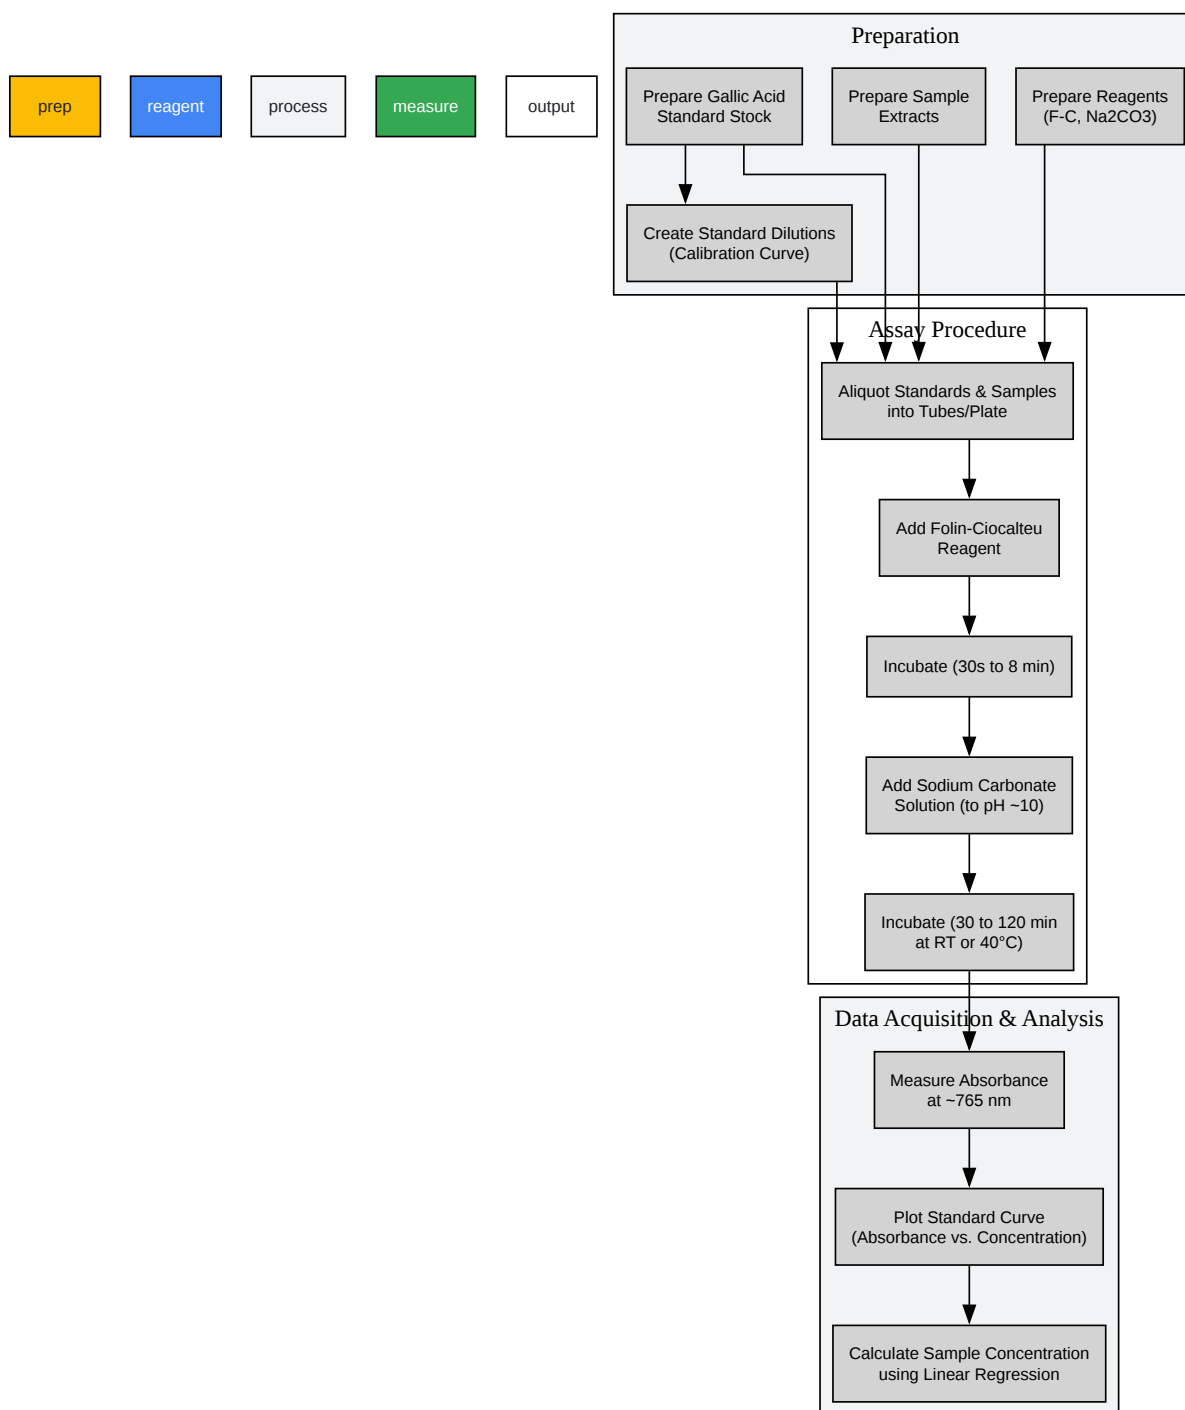 prep
reagent
process
measure
output
Preparation
Prepare Gallic Acid
Standard Stock
Prepare Sample
Extracts
Prepare Reagents
(F-C, Na2CO3)
Create Standard Dilutions
(Calibration Curve)
Assay Procedure
Aliquot Standards & Samples
into Tubes/Plate
Add Folin-Ciocalteu
Reagent
Incubate (30s to 8 min)
Add Sodium Carbonate
Solution (to pH ~10)
Incubate (30 to 120 min
at RT or 40°C)
Data Acquisition & Analysis
Measure Absorbance
at ~765 nm
Plot Standard Curve
(Absorbance vs. Concentration)
Calculate Sample Concentration
using Linear Regression